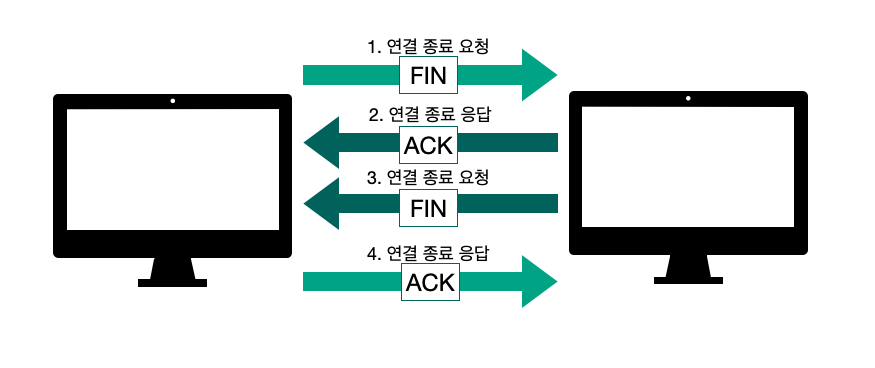 1. 연결 종료 요청
FIN
2. 연결 종료 응답
ACK
3. 연결 종료 요청
FIN
4. 연결 종료 응답
ACK